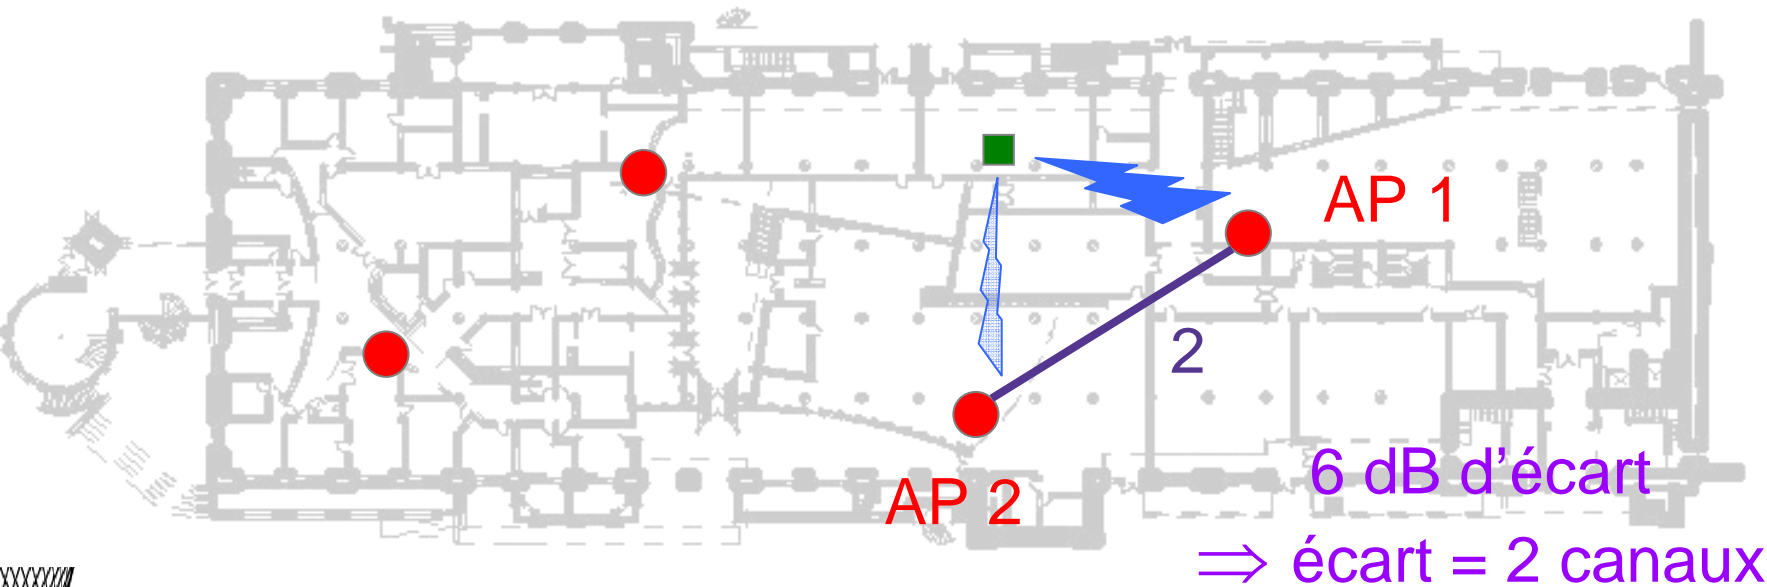 AP 1
2
AP 2
6 dB d’écart
⇒ écart = 2 canaux